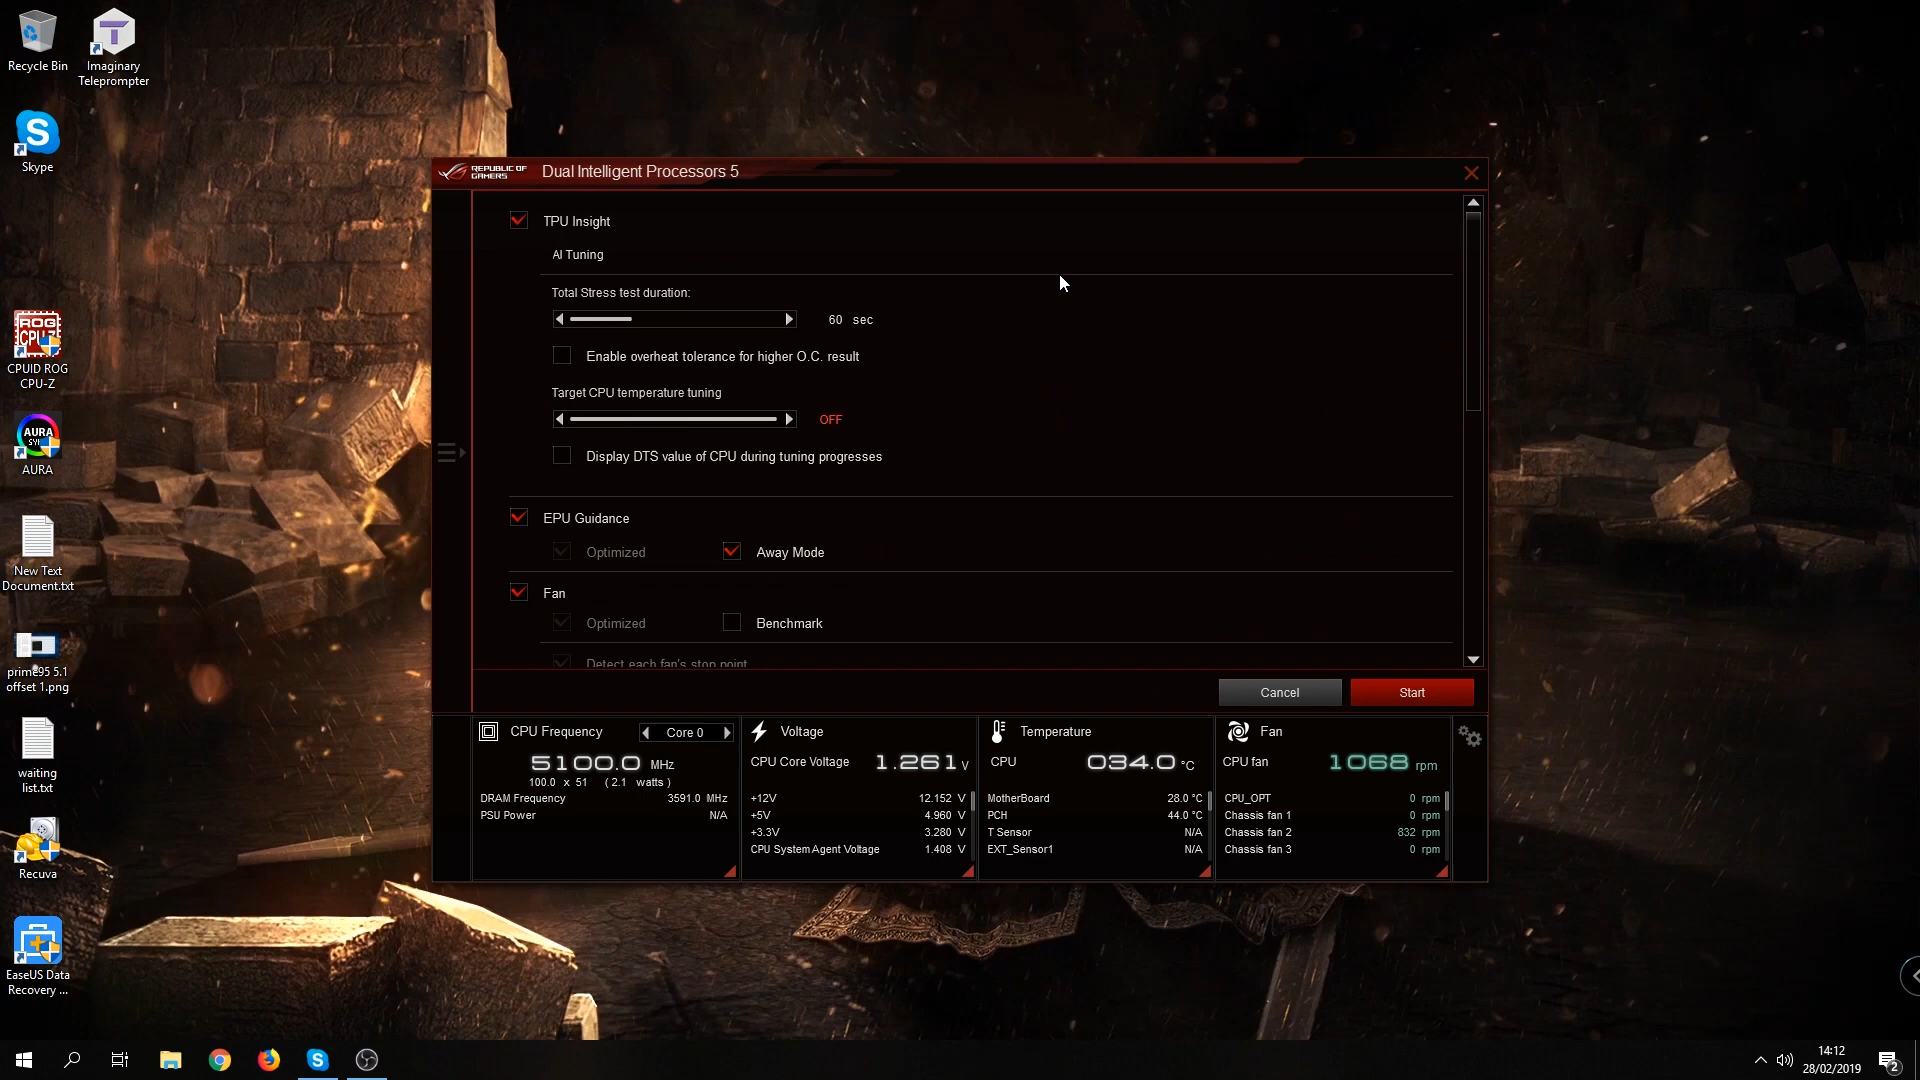 Recycle Bin
Imaginary
Teleprompter
Skype
ROG
CPU-Z
CPUID ROG
CPU-Z
AURA
AURA
New Text
Document.txt
prime95 5.1
offset 1.png
waiting
list.txt
Recuva
EaseUS Data
Recovery ...
REPUBLIC OF
GAMERS
Dual Intelligent Processors 5
TPU Insight
AI Tuning
Total Stress test duration:
60 sec
Enable overheat tolerance for higher O.C. result
Target CPU temperature tuning
OFF
Display DTS value of CPU during tuning progresses
EPU Guidance
Optimized
Away Mode
Fan
Optimized
Benchmark
Detect each fan's stop point
Cancel
Start
CPU Frequency
Core 0
5100.0 MHz
100.0 x 51 ( 2.1 watts )
DRAM Frequency 3591.0 MHz
PSU Power N/A
Voltage
CPU Core Voltage 1.261 V
+12V 12.152 V
+5V 4.960 V
+3.3V 3.280 V
CPU System Agent Voltage 1.408 V
Temperature
CPU 034.0 °C
MotherBoard 28.0 °C
PCH 44.0 °C
T Sensor N/A
EXT_Sensor1 N/A
Fan
CPU fan 1068 rpm
CPU_OPT 0 rpm
Chassis fan 1 0 rpm
Chassis fan 2 832 rpm
Chassis fan 3 0 rpm
14:12
28/02/2019
2